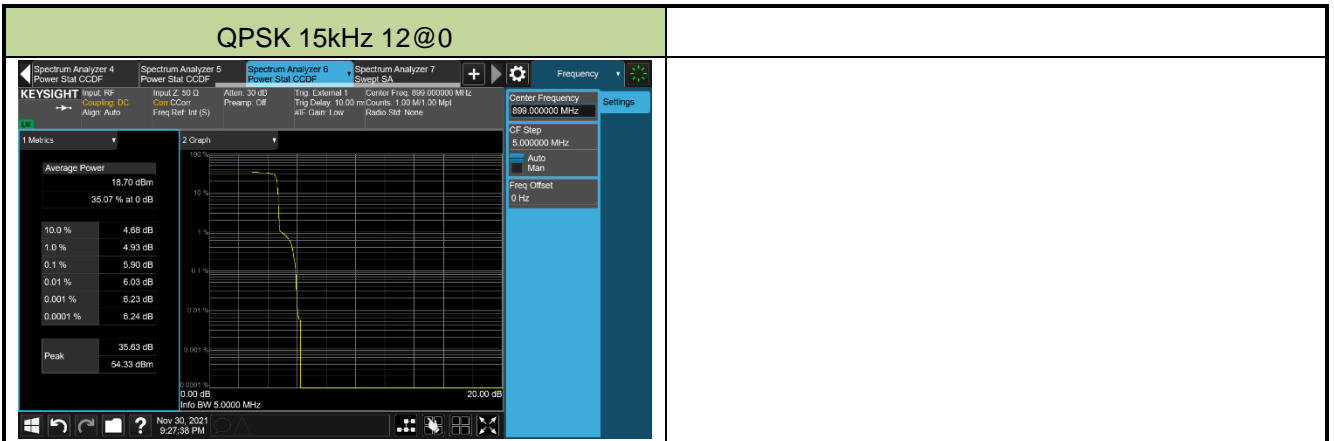 QPSK 15kHz 12@0
Spectrum Analyzer 4
Power Stat CCDF
Spectrum Analyzer 5
Power Stat CCDF
Spectrum Analyzer 6
Power Stat CCDF
Spectrum Analyzer 7
Swept SA
+
Frequency
KEYSIGHT
Input: RF
Coupling: DC
Align: Auto
Input Z: 50 Ω
Corr CCorr
Freq Ref: Int (S)
Atten: 30 dB
Preamp: Off
Trig: External 1
Trig Delay: 10.00 ms
#IF Gain: Low
Center Freq: 899.000000 MHz
Counts: 1.00 M/1.00 Mpt
Radio Std: None
Center Frequency
899.000000 MHz
Settings
CF Step
5.000000 MHz
Auto
Man
Freq Offset
0 Hz
1 Metrics
2 Graph
Average Power
18.70 dBm
35.07 % at 0 dB
10.0 % 4.68 dB
1.0 % 4.93 dB
0.1 % 5.90 dB
0.01 % 6.03 dB
0.001 % 6.23 dB
0.0001 % 6.24 dB
Peak
35.63 dB
54.33 dBm
100 %
10 %
1 %
0.1 %
0.01 %
0.001 %
0.0001 %
0.00 dB
20.00 dB
Info BW 5.0000 MHz
?
Nov 30, 2021
9:27:38 PM